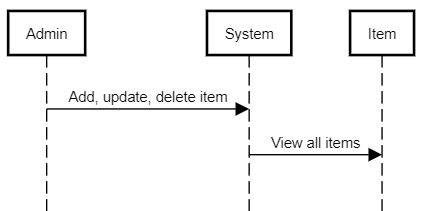 Admin
System
Item
Add, update, delete item
View all items